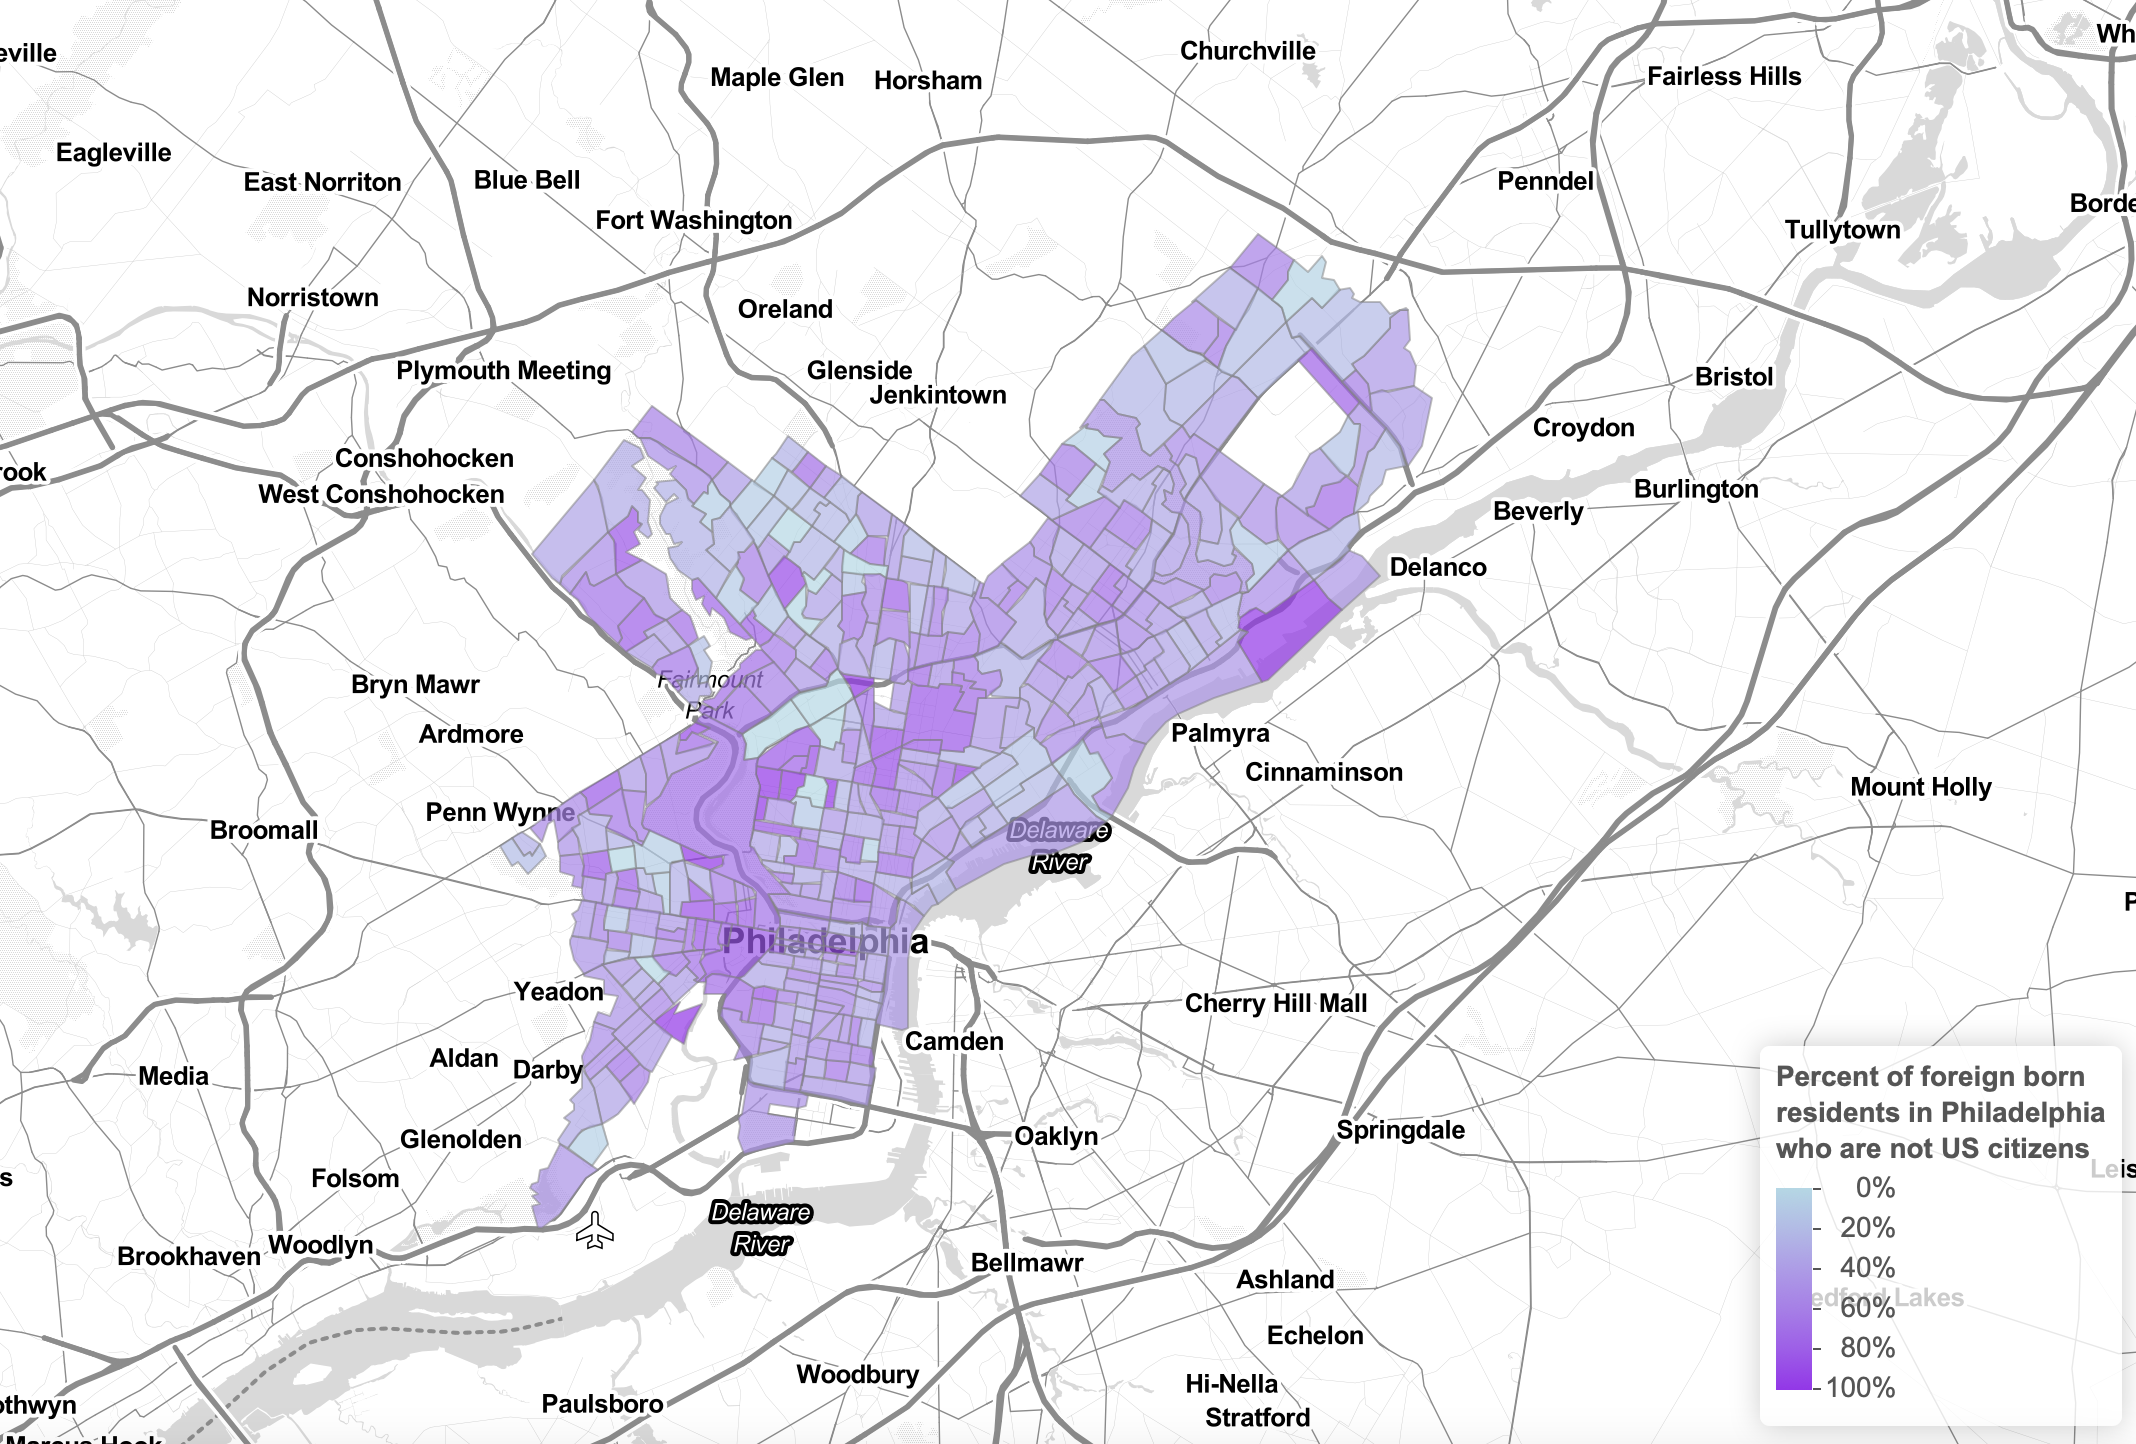 Churchville
Wh
eville
Maple Glen
Horsham
Fairless Hills
Eagleville
East Norriton
Blue Bell
Penndel
Borde
Fort Washington
Tullytown
Norristown
Oreland
Plymouth Meeting
Glenside
Jenkintown
Bristol
Croydon
Conshohocken
rook
West Conshohocken
Burlington
Beverly
Delanco
Bryn Mawr
Fairmount
Park
Ardmore
Palmyra
Cinnaminson
Mount Holly
Penn Wynne
Broomall
Delaware
River
P
Philadelphia
Yeadon
Cherry Hill Mall
Camden
Aldan
Darby
Media
Glenolden
Oaklyn
Springdale
Folsom
s
Leis
Delaware
River
Woodlyn
Brookhaven
Bellmawr
Ashland
edford Lakes
Echelon
Woodbury
Hi-Nella
Paulsboro
Stratford
othwyn
Marcus Hook
Percent of foreign born
residents in Philadelphia
who are not US citizens
0%
20%
40%
60%
80%
100%